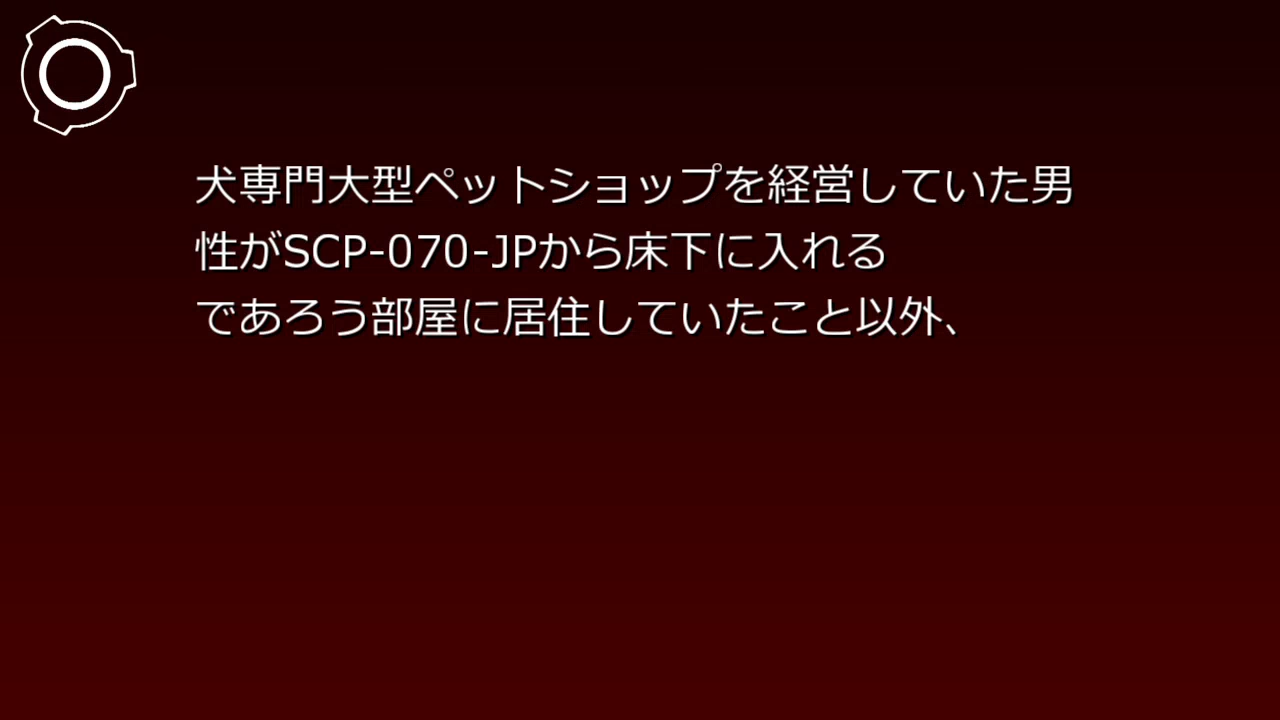 犬専門大型ペットショップを経営していた男
性がSCP-070-JPから床下に入れる
であろう部屋に居住していたこと以外、